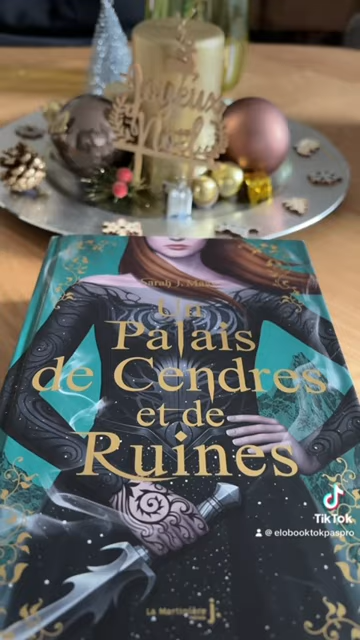 Joyeux
Noël
Sarah J. Maas
Un
Palais
de Cendres
et de
Ruines
La Martinière J
TikTok
@ elobooktokpaspro